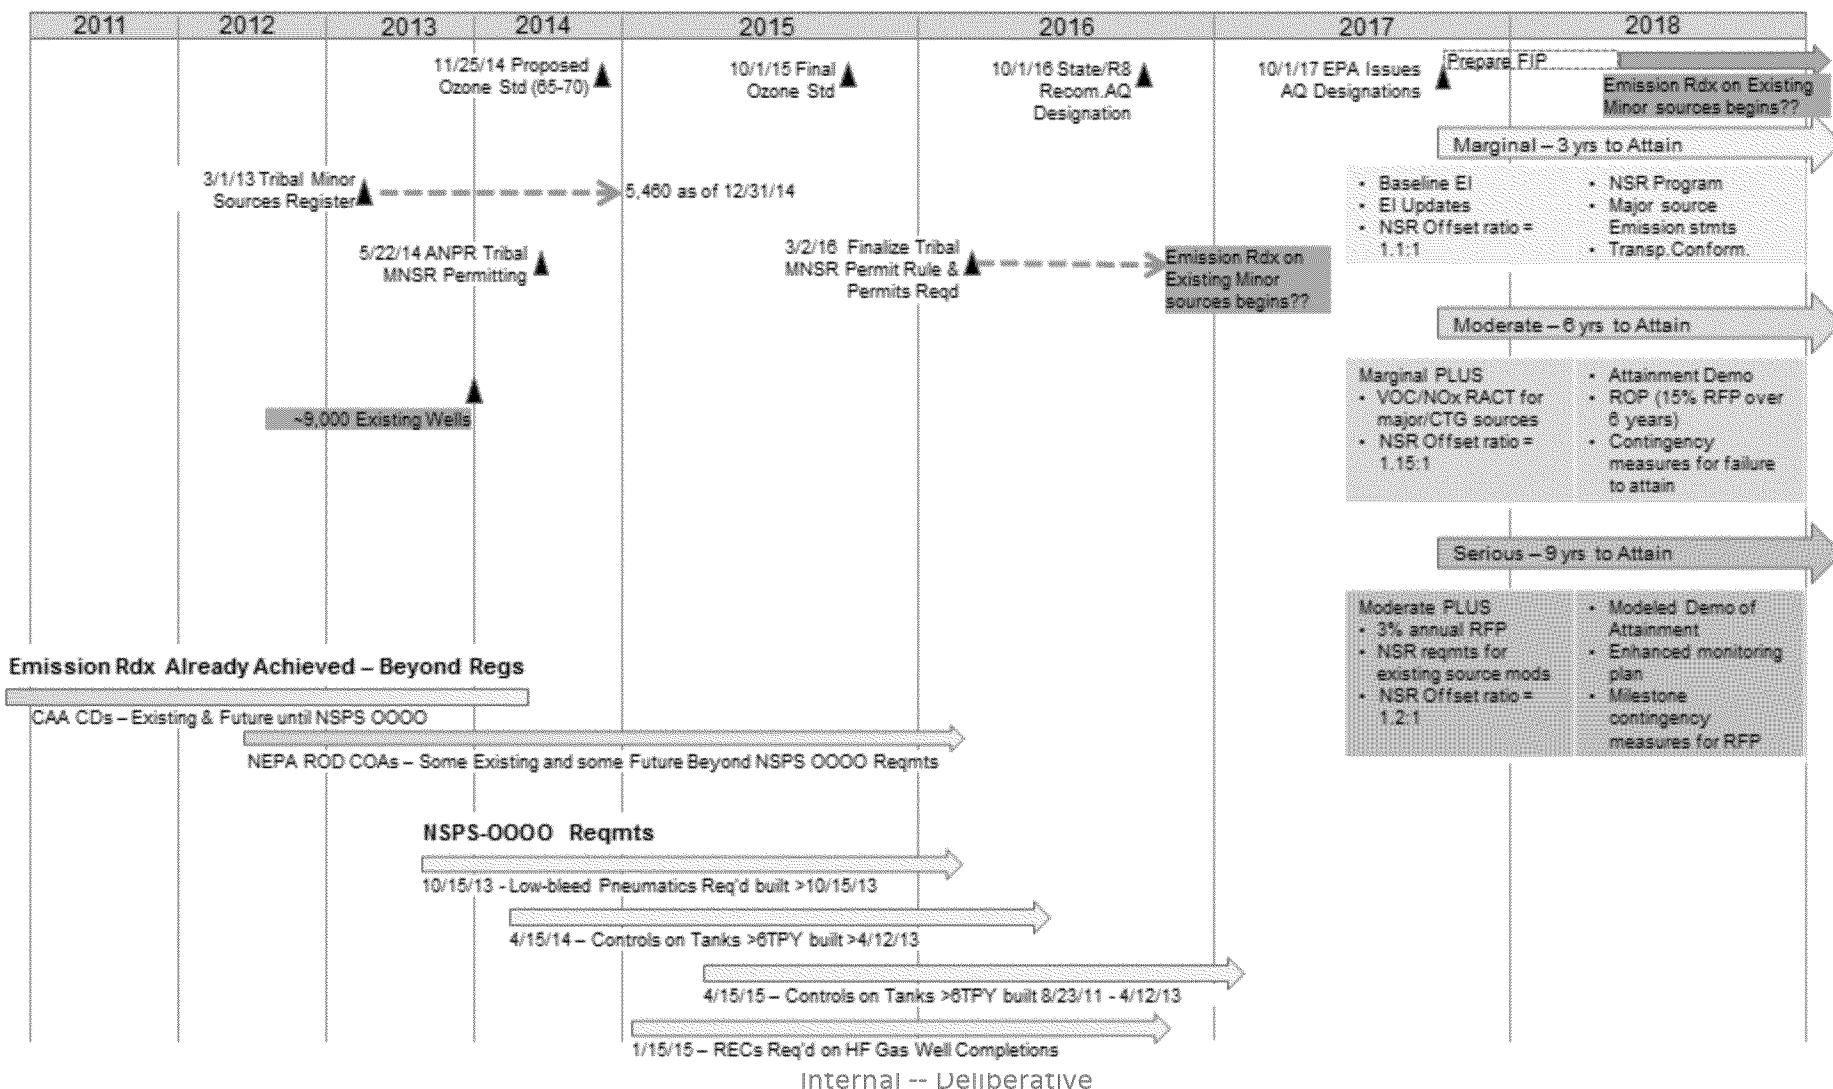 2011 2012 2013 2014 2015 2016 2017 2018
11/25/14 Proposed
Ozone Std (65-70)
10/1/15 Final
Ozone Std
10/1/16 State/R8
Recom.AQ
Designation
10/1/17 EPA Issues
AQ Designations
Prepare FIP
Emission Rdx on Existing
Minor sources begins??
Marginal – 3 yrs to Attain
3/1/13 Tribal Minor
Sources Register
5,460 as of 12/31/14
• Baseline EI
• EI Updates
• NSR Offset ratio =
1.1:1
• NSR Program
• Major source
Emission stmts
• Transp.Conform.
5/22/14 ANPR Tribal
MNSR Permitting
3/2/16 Finalize Tribal
MNSR Permit Rule &
Permits Reqd
Emission Rdx on
Existing Minor
sources begins??
Moderate – 6 yrs to Attain
Marginal PLUS
• VOC/NOx RACT for
major/CTG sources
• NSR Offset ratio =
1.15:1
• Attainment Demo
• ROP (15% RFP over
6 years)
• Contingency
measures for failure
to attain
~9,000 Existing Wells
Serious – 9 yrs to Attain
Moderate PLUS
• 3% annual RFP
• NSR reqmts for
existing source mods
• NSR Offset ratio =
1.2:1
• Modeled Demo of
Attainment
• Enhanced monitoring
plan
• Milestone
contingency
measures for RFP
Emission Rdx Already Achieved – Beyond Regs
CAA CDs – Existing & Future until NSPS OOOO
NEPA ROD COAs – Some Existing and some Future Beyond NSPS OOOO Reqmts
NSPS-OOOO Reqmts
10/15/13 - Low-bleed Pneumatics Req'd built >10/15/13
4/15/14 – Controls on Tanks >6TPY built >4/12/13
4/15/15 – Controls on Tanks >6TPY built 8/23/11 - 4/12/13
1/15/15 – RECs Req'd on HF Gas Well Completions
Internal -- Deliberative